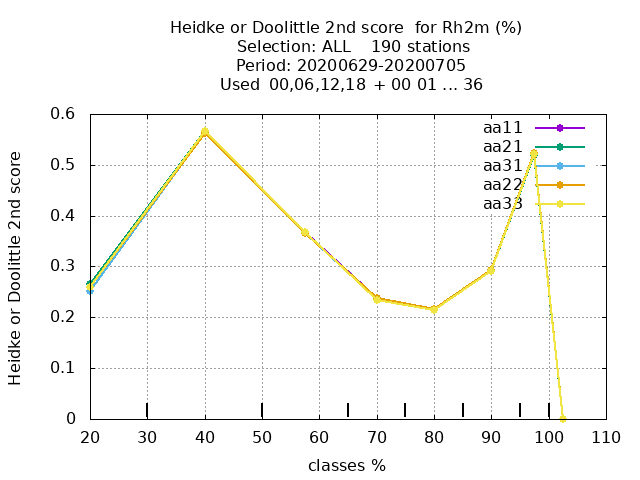 Heidke or Doolittle 2nd score  for Rh2m (%)
Selection: ALL    190 stations
Period: 20200629-20200705
Used  00,06,12,18  + 00 01 ... 36
aa11
aa21
aa31
aa22
aa33
0.6
0.5
0.4
0.3
0.2
0.1
0
Heidke or Doolittle 2nd score
20 30 40 50 60 70 80 90 100 110
classes %